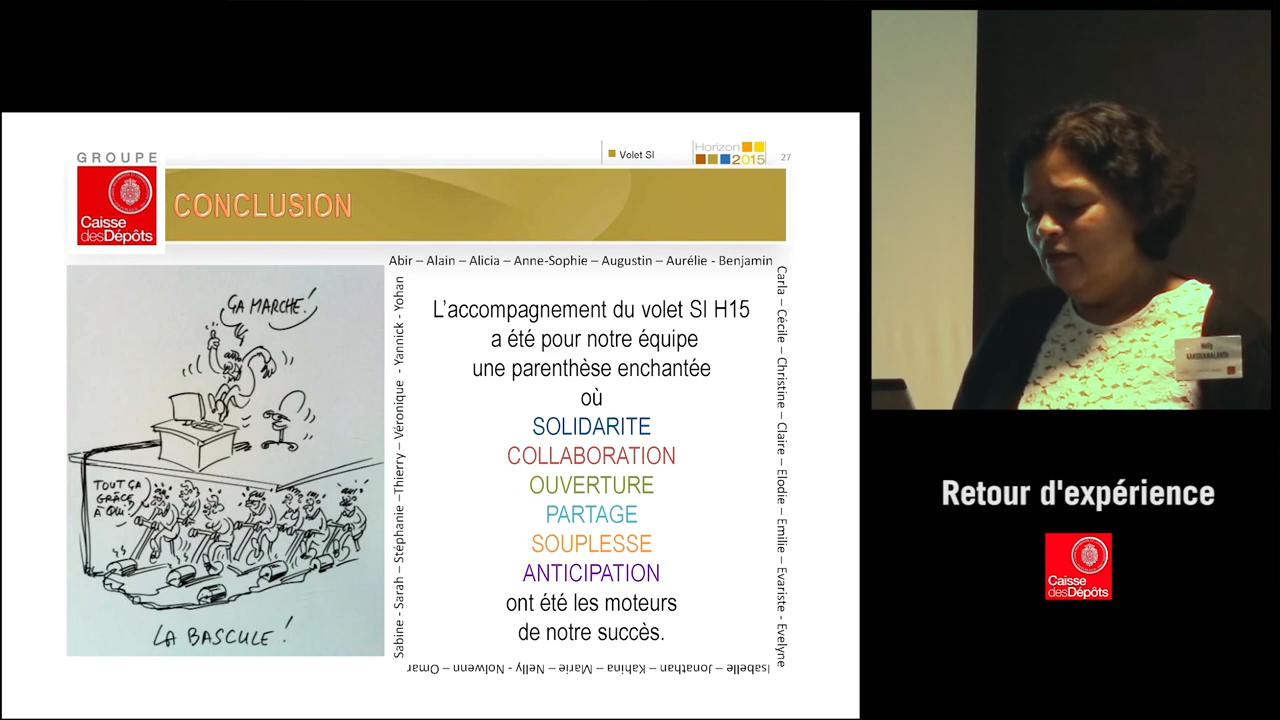 GROUPE
Caisse
desDépôts
Volet SI
Horizon
2015
27
CONCLUSION
Abir – Alain – Alicia – Anne-Sophie – Augustin – Aurélie - Benjamin
Carla – Cécile – Christine – Claire – Elodie – Emilie – Evariste - Evelyne
Isabelle – Jonathan – Kahina – Marie – Nelly - Nolwenn – Omar
Sabine - Sarah – Stéphanie –Thierry – Véronique - Yannick - Yohan
ÇA MARCHE!
TOUT ÇA
GRÂCE
À QUI?
LA BASCULE!
L'accompagnement du volet SI H15
a été pour notre équipe
une parenthèse enchantée
où
SOLIDARITE
COLLABORATION
OUVERTURE
PARTAGE
SOUPLESSE
ANTICIPATION
ont été les moteurs
de notre succès.
Nelly
Retour d'expérience
Caisse
desDépôts